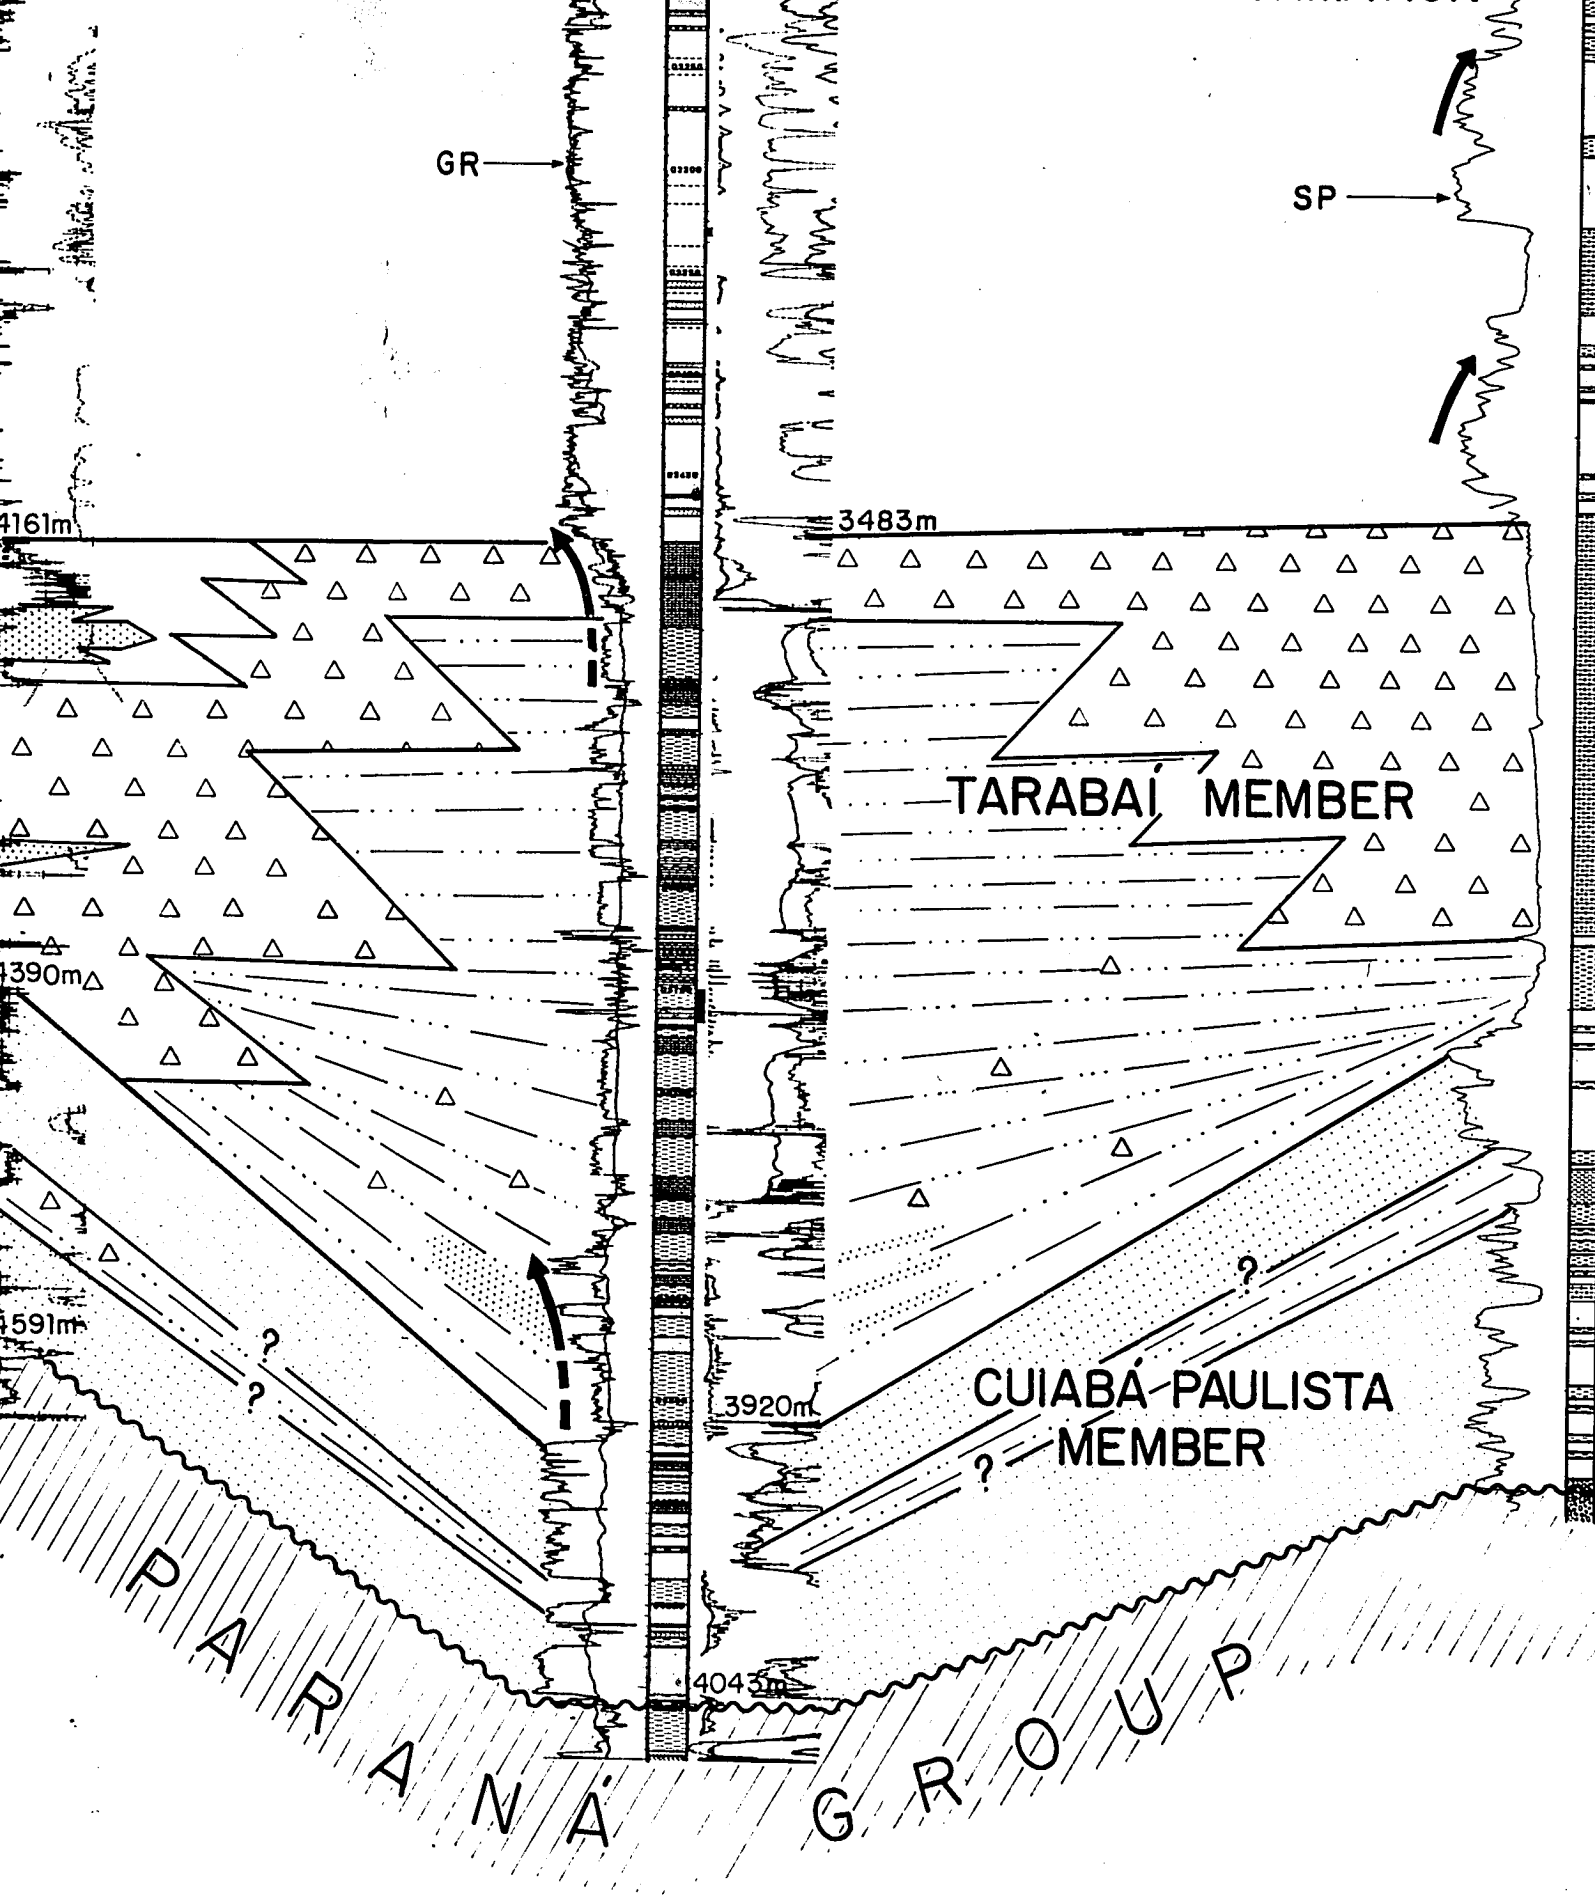 GR
SP
4161m
3483m
TARABAÍ MEMBER
4390m
4591m
?
?
?
3920m
CUIABÁ-PAULISTA
MEMBER
?
4043m
PARANÁ GROUP